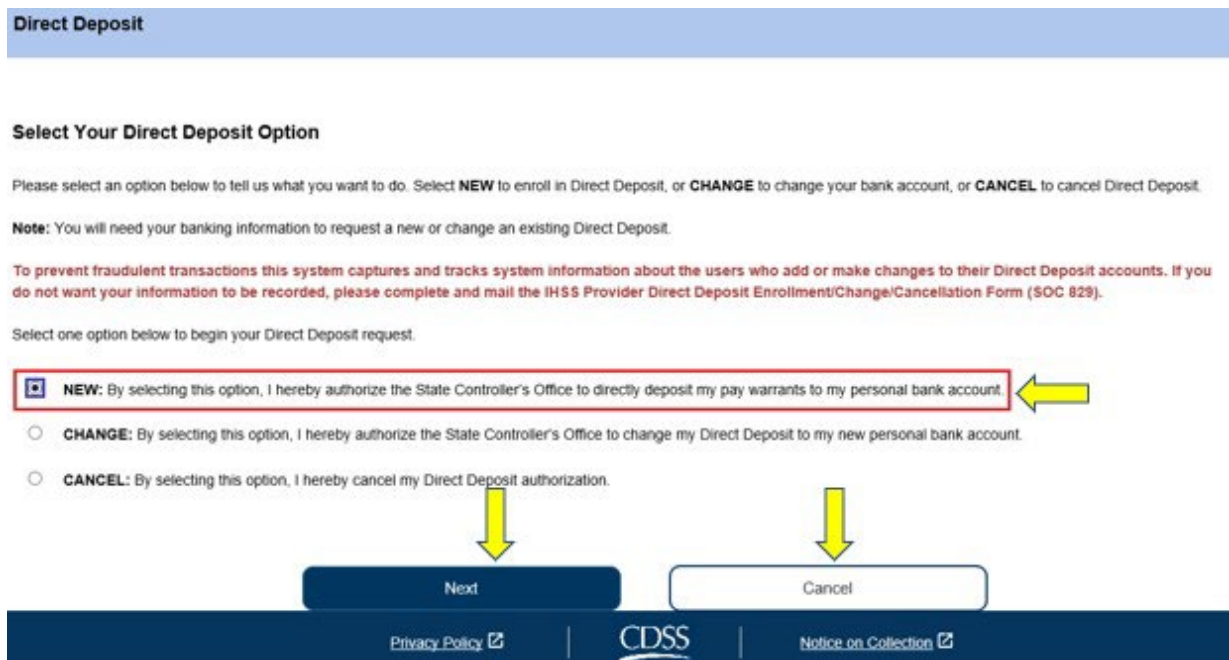 Direct Deposit
Select Your Direct Deposit Option
Please select an option below to tell us what you want to do. Select NEW to enroll in Direct Deposit, or CHANGE to change your bank account, or CANCEL to cancel Direct Deposit.
Note: You will need your banking information to request a new or change an existing Direct Deposit.
To prevent fraudulent transactions this system captures and tracks system information about the users who add or make changes to their Direct Deposit accounts. If you
do not want your information to be recorded, please complete and mail the IHSS Provider Direct Deposit Enrollment/Change/Cancellation Form (SOC 829).
Select one option below to begin your Direct Deposit request.
NEW: By selecting this option, I hereby authorize the State Controller's Office to directly deposit my pay warrants to my personal bank account.
CHANGE: By selecting this option, I hereby authorize the State Controller's Office to change my Direct Deposit to my new personal bank account.
CANCEL: By selecting this option, I hereby cancel my Direct Deposit authorization.
Next Cancel
Privacy Policy CDSS Notice on Collection